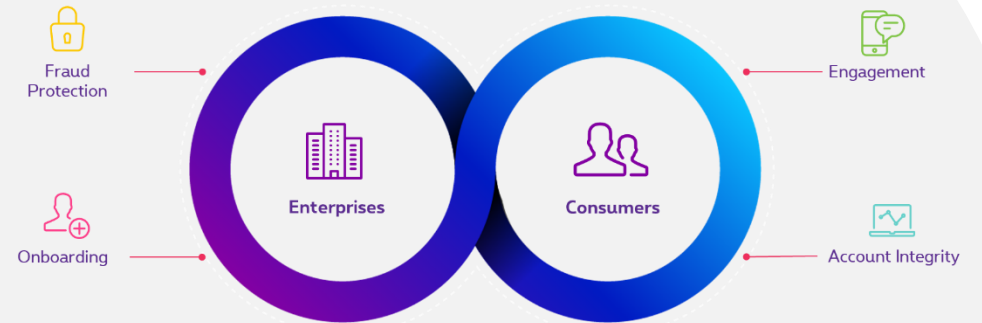 Fraud
Protection
Engagement
Enterprises
Consumers
Onboarding
Account Integrity